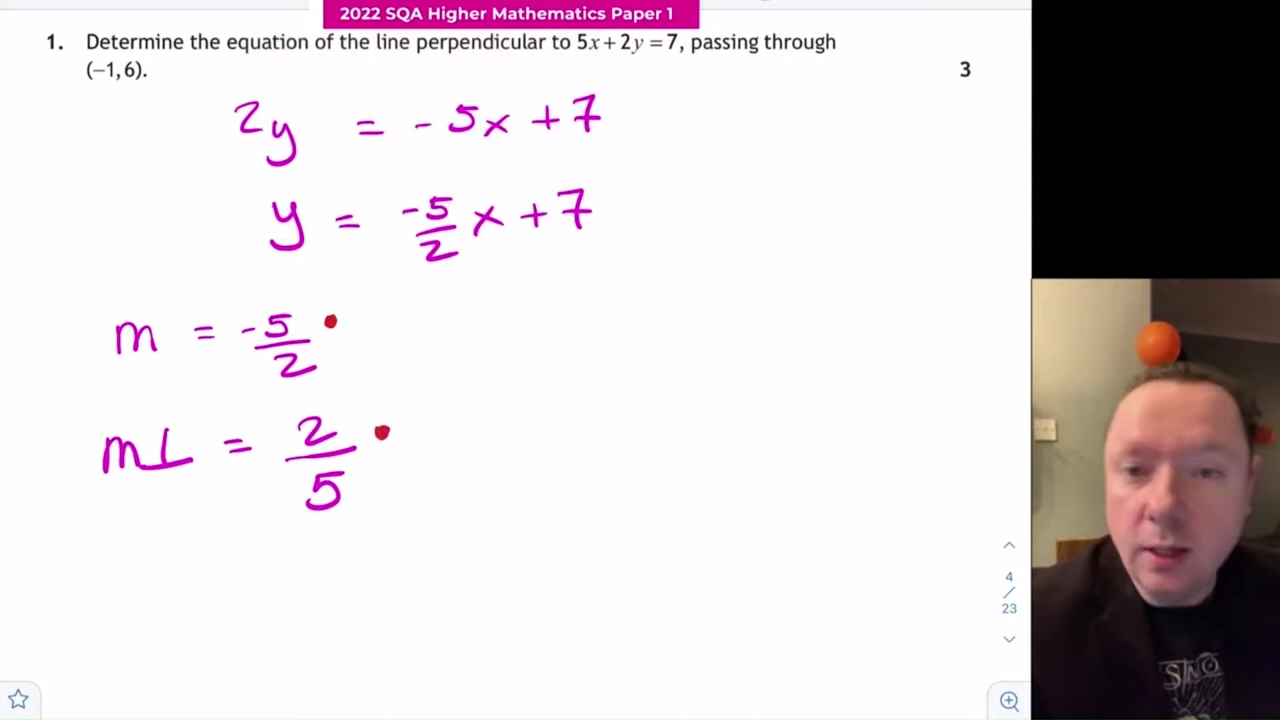 2022 SQA Higher Mathematics Paper 1
1. Determine the equation of the line perpendicular to 5x+2y=7, passing through
(−1,6). 3
2y = -5x+7
y = -5/2 x+7
m = -5/2
m⊥ = 2/5
4
/
23